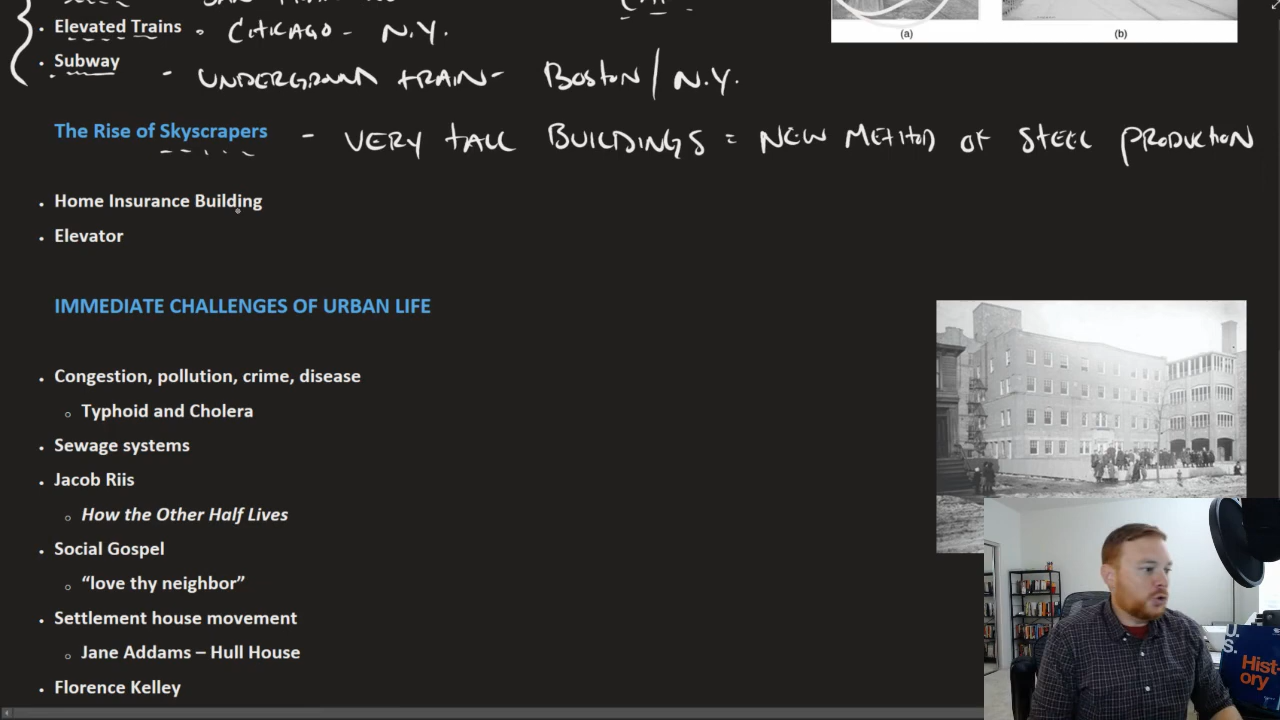 Elevated Trains - CHICAGO - N.Y.
(a) (b)
Subway - UNDERGROUND TRAIN - BOSTON / N.Y.
The Rise of Skyscrapers - VERY TALL BUILDINGS = NEW METHOD OF STEEL PRODUCTION
• Home Insurance Building
• Elevator
IMMEDIATE CHALLENGES OF URBAN LIFE
• Congestion, pollution, crime, disease
○ Typhoid and Cholera
• Sewage systems
• Jacob Riis
○ How the Other Half Lives
• Social Gospel
○ “love thy neighbor”
• Settlement house movement
○ Jane Addams – Hull House
• Florence Kelley
Hist-
ory